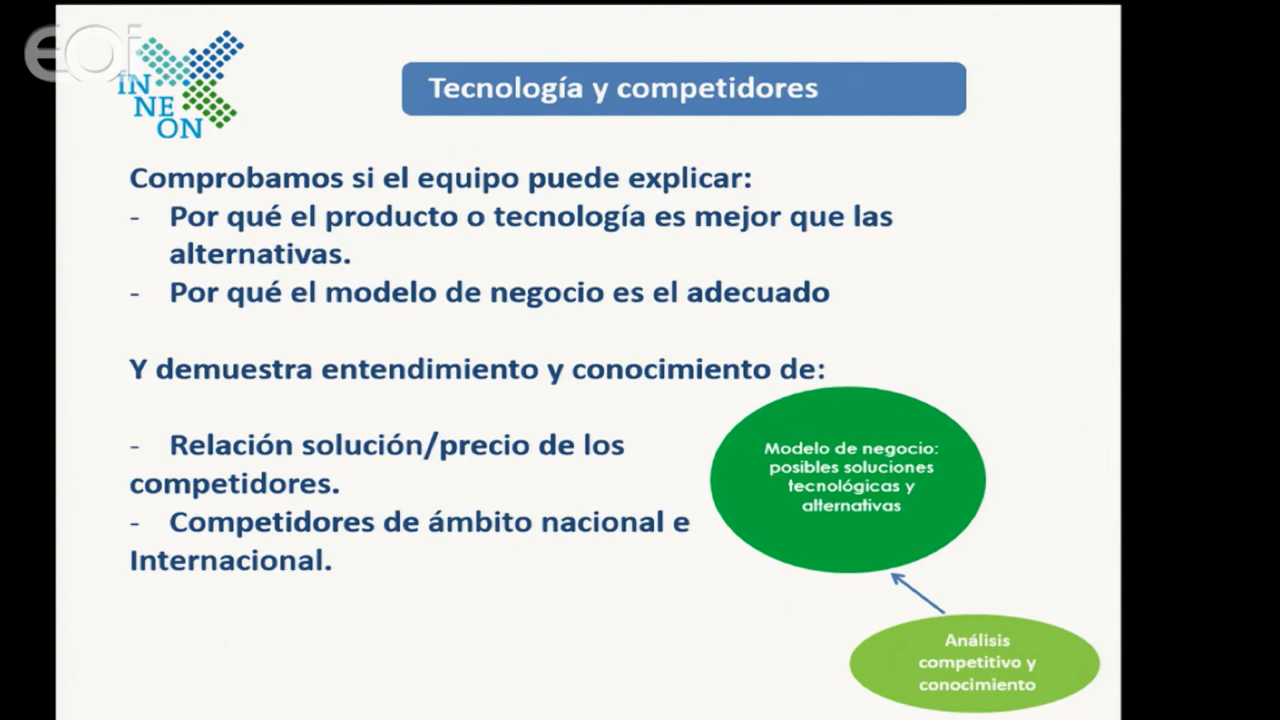 EOi
IN
NE
ON
Tecnología y competidores
Comprobamos si el equipo puede explicar:
- Por qué el producto o tecnología es mejor que las
alternativas.
- Por qué el modelo de negocio es el adecuado
Y demuestra entendimiento y conocimiento de:
- Relación solución/precio de los
competidores.
- Competidores de ámbito nacional e
Internacional.
Modelo de negocio:
posibles soluciones
tecnológicas y
alternativas
Análisis
competitivo y
conocimiento